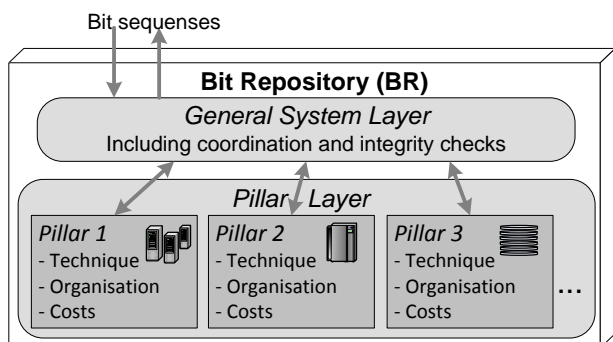 Bit sequenses
Bit Repository (BR)
General System Layer
Including coordination and integrity checks
Pillar Layer
Pillar 1
- Technique
- Organisation
- Costs
Pillar 2
- Technique
- Organisation
- Costs
Pillar 3
- Technique
- Organisation
- Costs
...